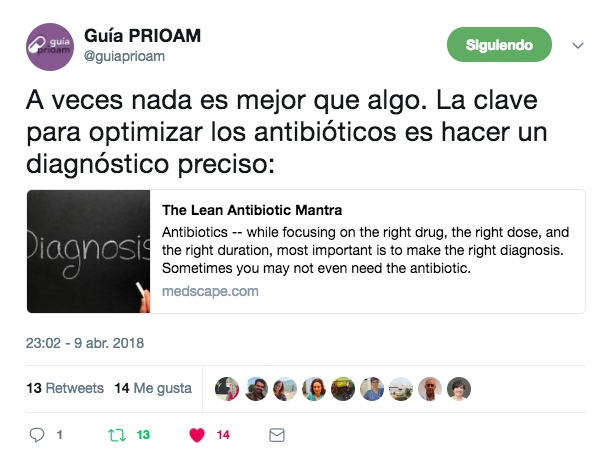 Guía PRIOAM
guía
prioam
@guiaprioam
Siguiendo
A veces nada es mejor que algo. La clave
para optimizar los antibióticos es hacer un
diagnóstico preciso:
Diagnosis
The Lean Antibiotic Mantra
Antibiotics -- while focusing on the right drug, the right dose, and
the right duration, most important is to make the right diagnosis.
Sometimes you may not even need the antibiotic.
medscape.com
23:02 - 9 abr. 2018
13 Retweets 14 Me gusta
1 13 14